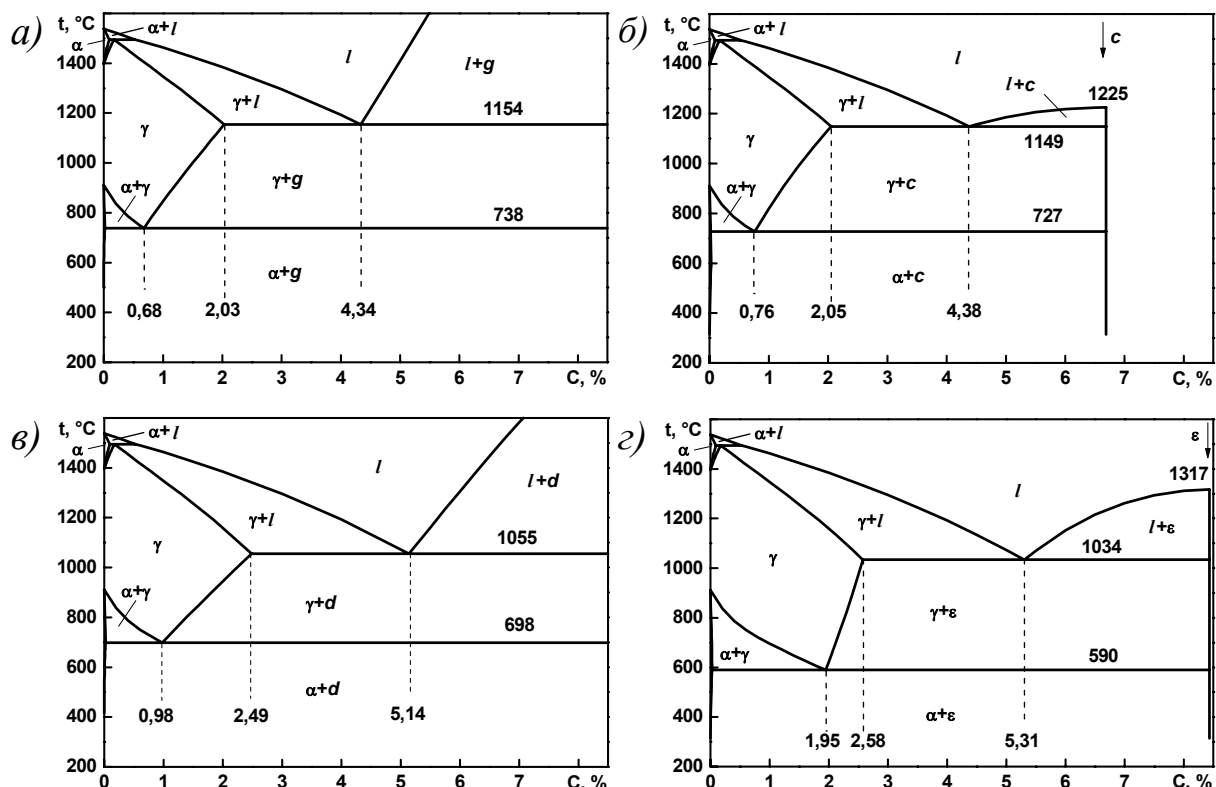 а)
t, °C
α+l
α
l
l+g
1400
1154
1200
γ+l
γ
1000
γ+g
α+γ
800
738
600
α+g
400
0,68
2,03
4,34
200
0 1 2 3 4 5 6 7 C, %
б)
t, °C
α+l
α
l
c
1400
l+c
1225
1200
γ+l
1149
γ
1000
γ+c
α+γ
800
727
600
α+c
400
0,76
2,05
4,38
200
0 1 2 3 4 5 6 7 C, %
в)
t, °C
α+l
α
l
l+d
1400
1200
γ+l
1055
γ
1000
γ+d
α+γ
800
698
600
α+d
400
0,98
2,49
5,14
200
0 1 2 3 4 5 6 7 C, %
г)
t, °C
α+l
α
ε
1317
1400
l
l+ε
1200
γ+l
1034
γ
1000
γ+ε
800
α+γ
590
600
α+ε
400
1,95
2,58
5,31
200
0 1 2 3 4 5 6 7 C, %